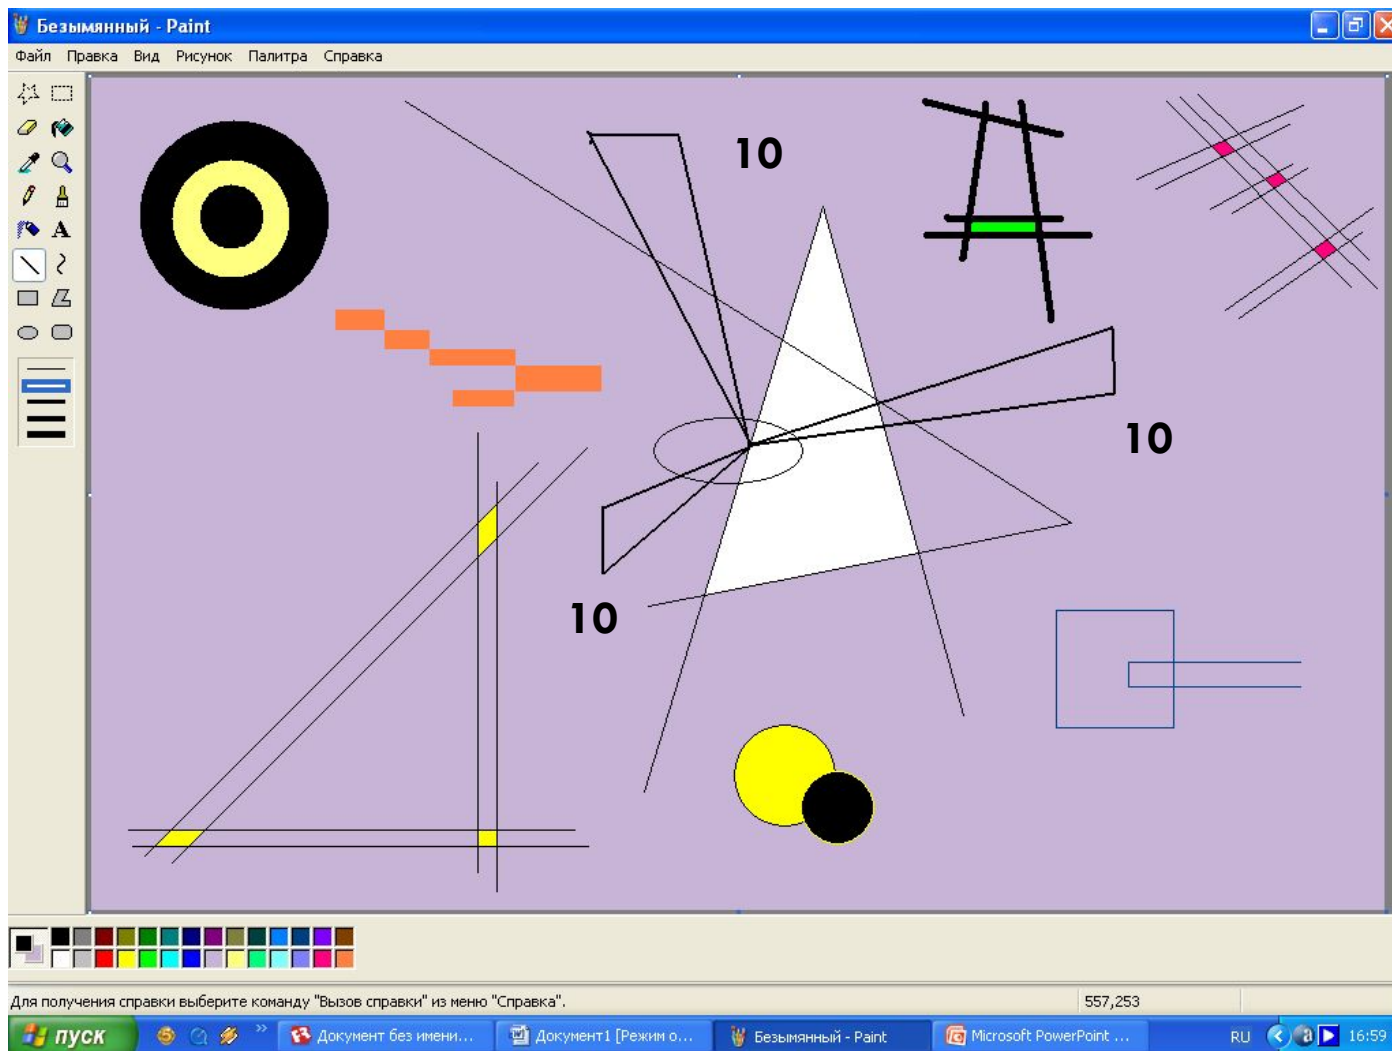 Безымянный - Paint
Файл Правка Вид Рисунок Палитра Справка
10
10
10
Для получения справки выберите команду "Вызов справки" из меню "Справка".
557,253
пуск
Документ без имени...
Документ1 [Режим о...
Безымянный - Paint
Microsoft PowerPoint ...
RU
16:59